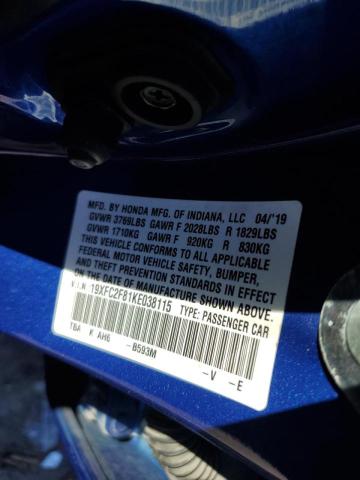 MFD. BY HONDA MFG. OF INDIANA, LLC 04/'19
GVWR 3769LBS GAWR F 2028LBS R 1829LBS
GVWR 1710KG GAWR F 920KG R 830KG
THIS VEHICLE CONFORMS TO ALL APPLICABLE
FEDERAL MOTOR VEHICLE SAFETY, BUMPER,
AND THEFT PREVENTION STANDARDS IN EFFECT
ON THE DATE OF MANUFACTURE SHOWN ABOVE.
V.I.N. 19XFC2F81KE038115 TYPE: PASSENGER CAR
TBA K AH6 -B593M -V -E